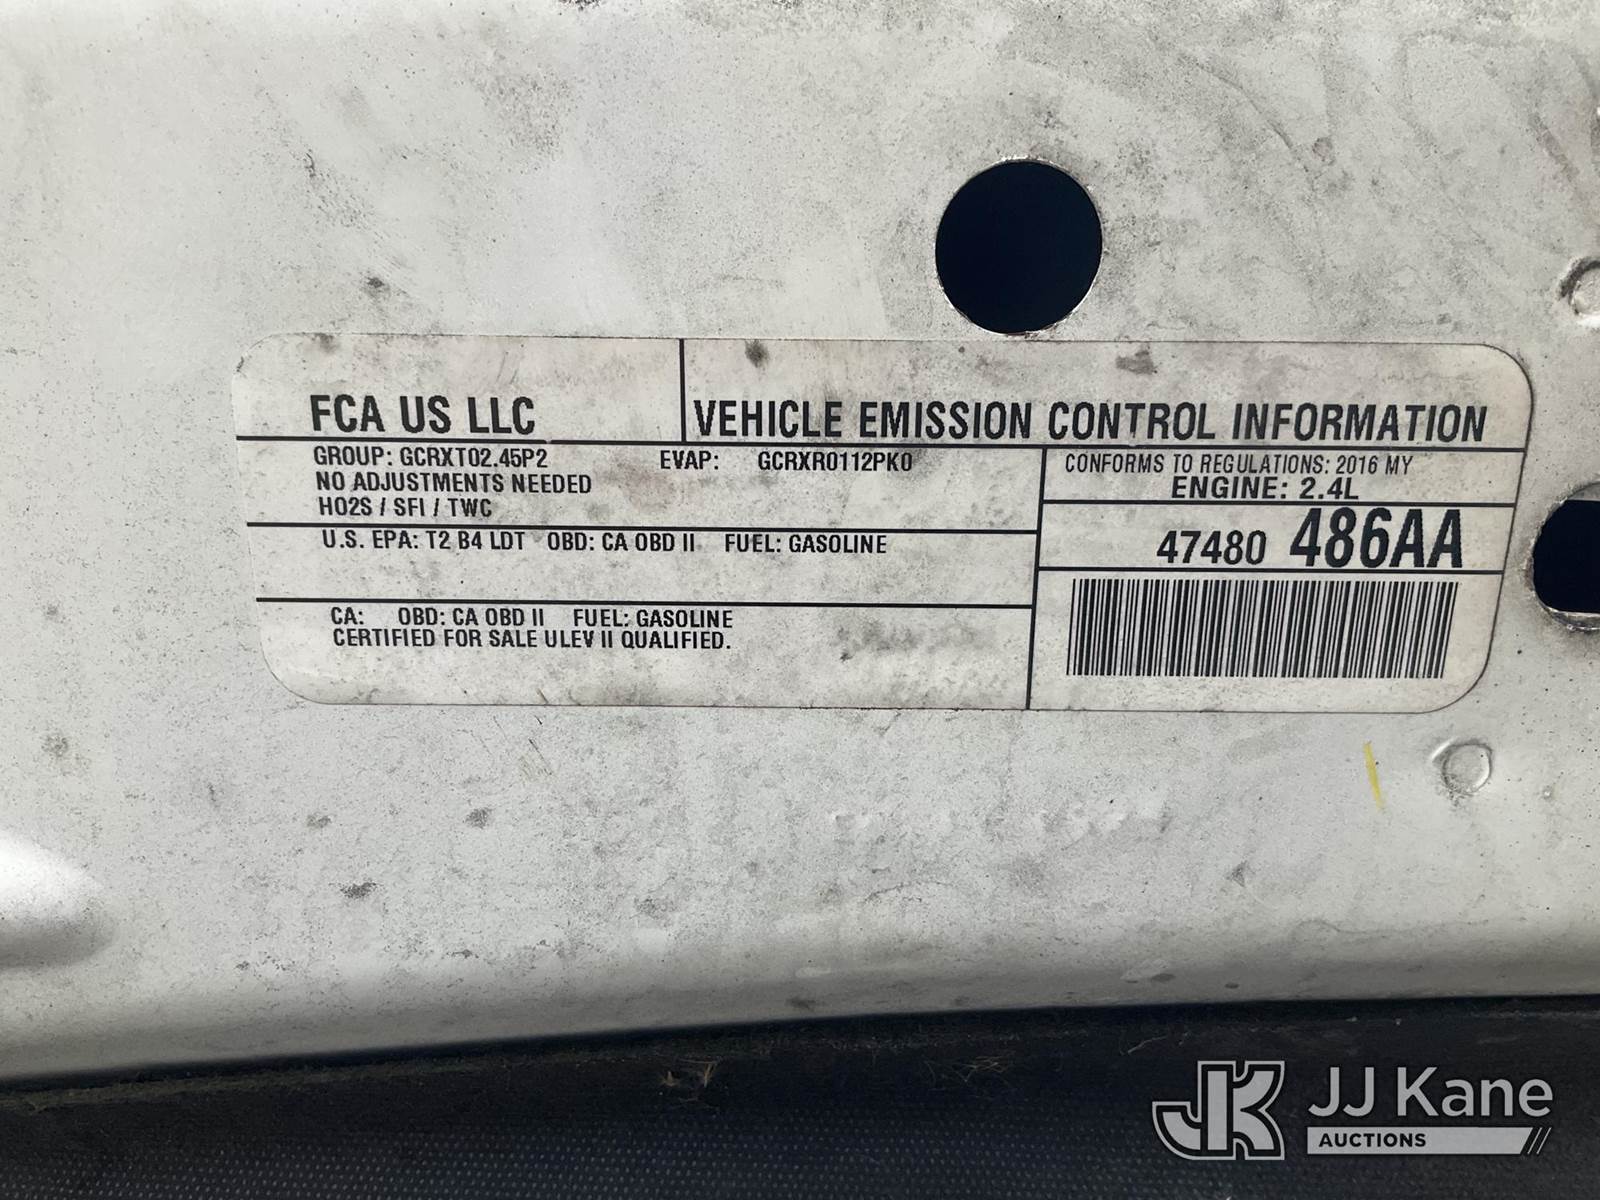 FCA US LLC
VEHICLE EMISSION CONTROL INFORMATION
GROUP: GCRXT02.45P2 EVAP: GCRXR0112PK0
NO ADJUSTMENTS NEEDED
HO2S / SFI / TWC
CONFORMS TO REGULATIONS: 2016 MY
ENGINE: 2.4L
U.S. EPA: T2 B4 LDT OBD: CA OBD II FUEL: GASOLINE
47480 486AA
CA: OBD: CA OBD II FUEL: GASOLINE
CERTIFIED FOR SALE ULEV II QUALIFIED.
JK JJ Kane
AUCTIONS